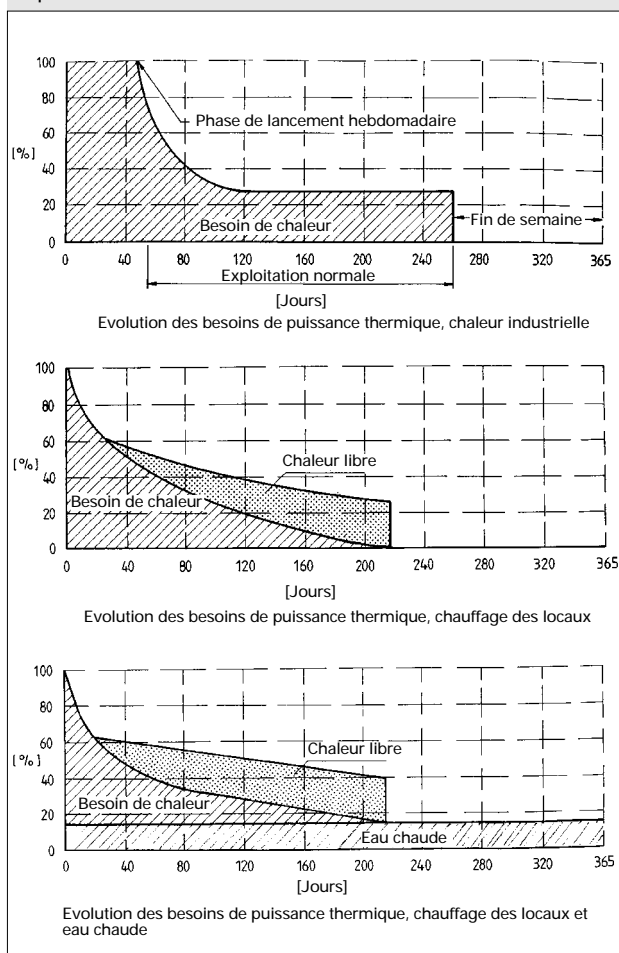 100
80
60
[%]
40
20
0
Phase de lancement hebdomadaire
Besoin de chaleur
Fin de semaine
0 40 80 120 160 200 240 280 320 365
Exploitation normale
[Jours]
Evolution des besoins de puissance thermique, chaleur industrielle
100
80
60
[%]
40
20
0
Chaleur libre
Besoin de chaleur
0 40 80 120 160 200 240 280 320 365
[Jours]
Evolution des besoins de puissance thermique, chauffage des locaux
100
80
60
[%]
40
20
0
Chaleur libre
Besoin de chaleur
Eau chaude
0 40 80 120 160 200 240 280 320 365
[Jours]
Evolution des besoins de puissance thermique, chauffage des locaux et
eau chaude